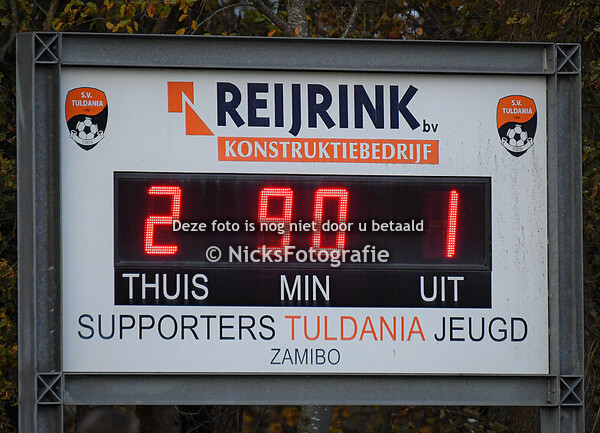 S.V.
TULDANIA
REIJRINK bv
KONSTRUKTIEBEDRIJF
S.V.
TULDANIA
2 90 1
Deze foto is nog niet door u betaald
© NicksFotografie
THUIS MIN UIT
SUPPORTERS TULDANIA JEUGD
ZAMIBO